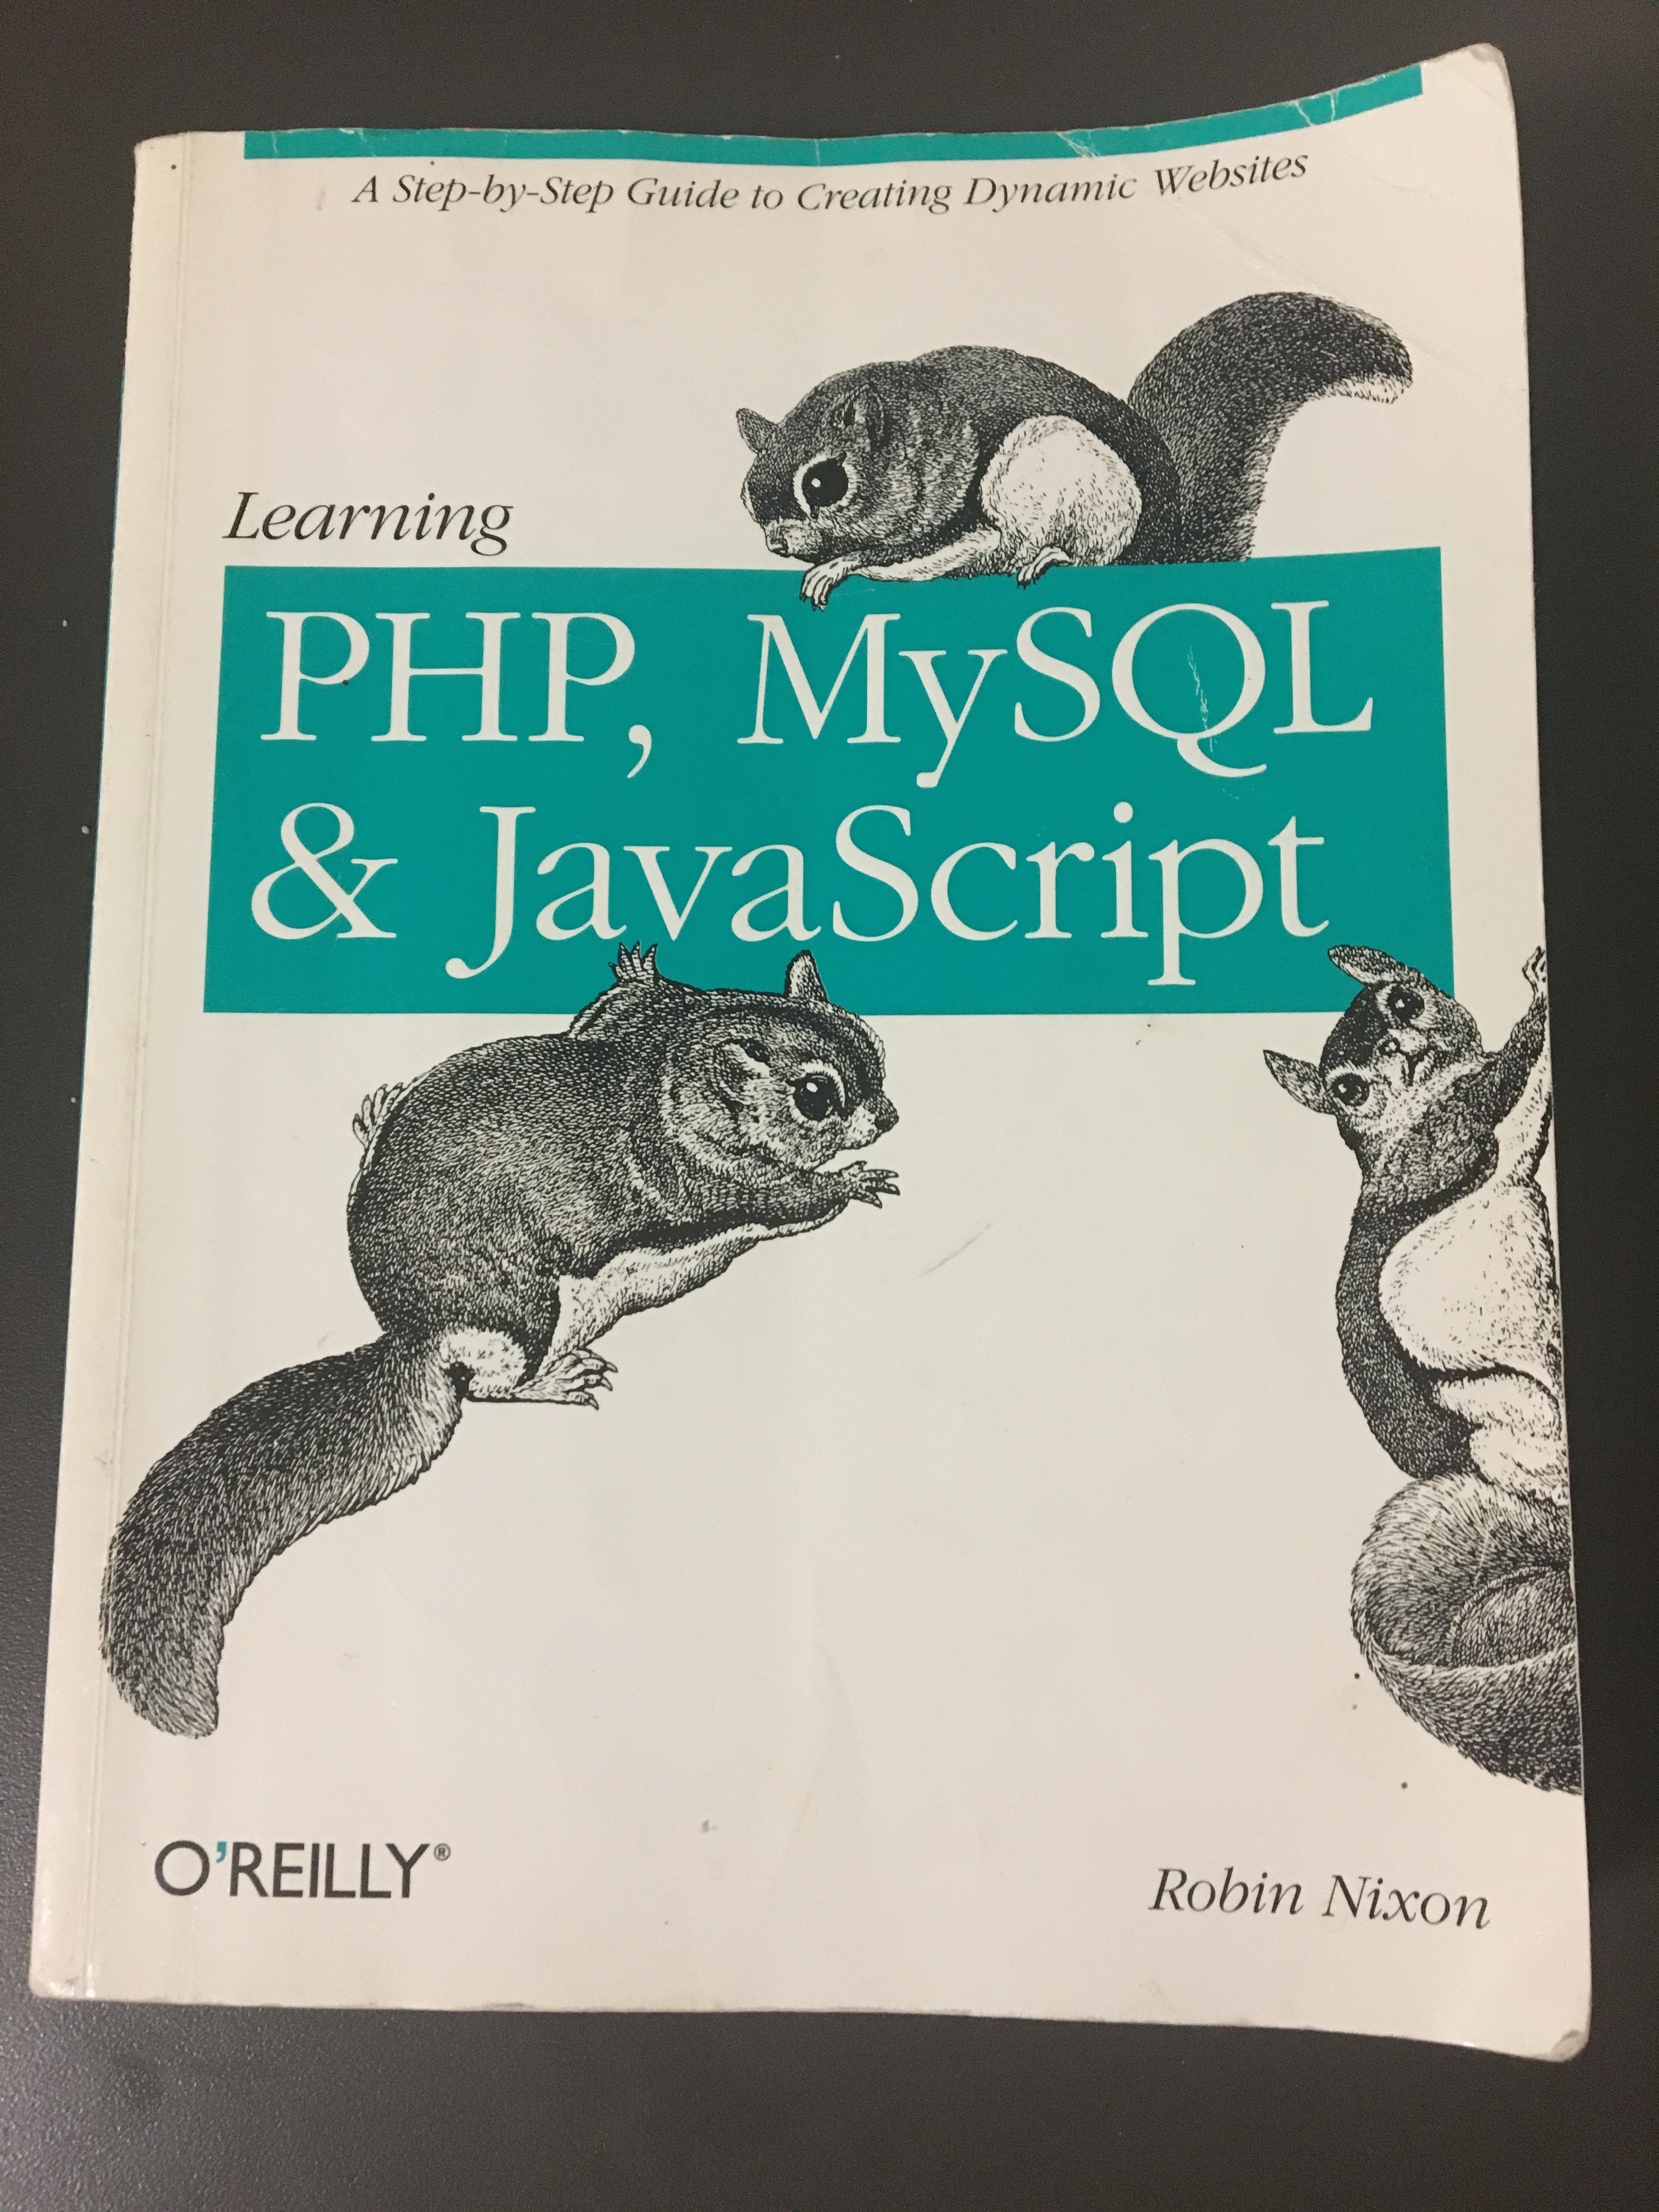 A Step-by-Step Guide to Creating Dynamic Websites
Learning
PHP, MySQL
& JavaScript
O'REILLY®
Robin Nixon